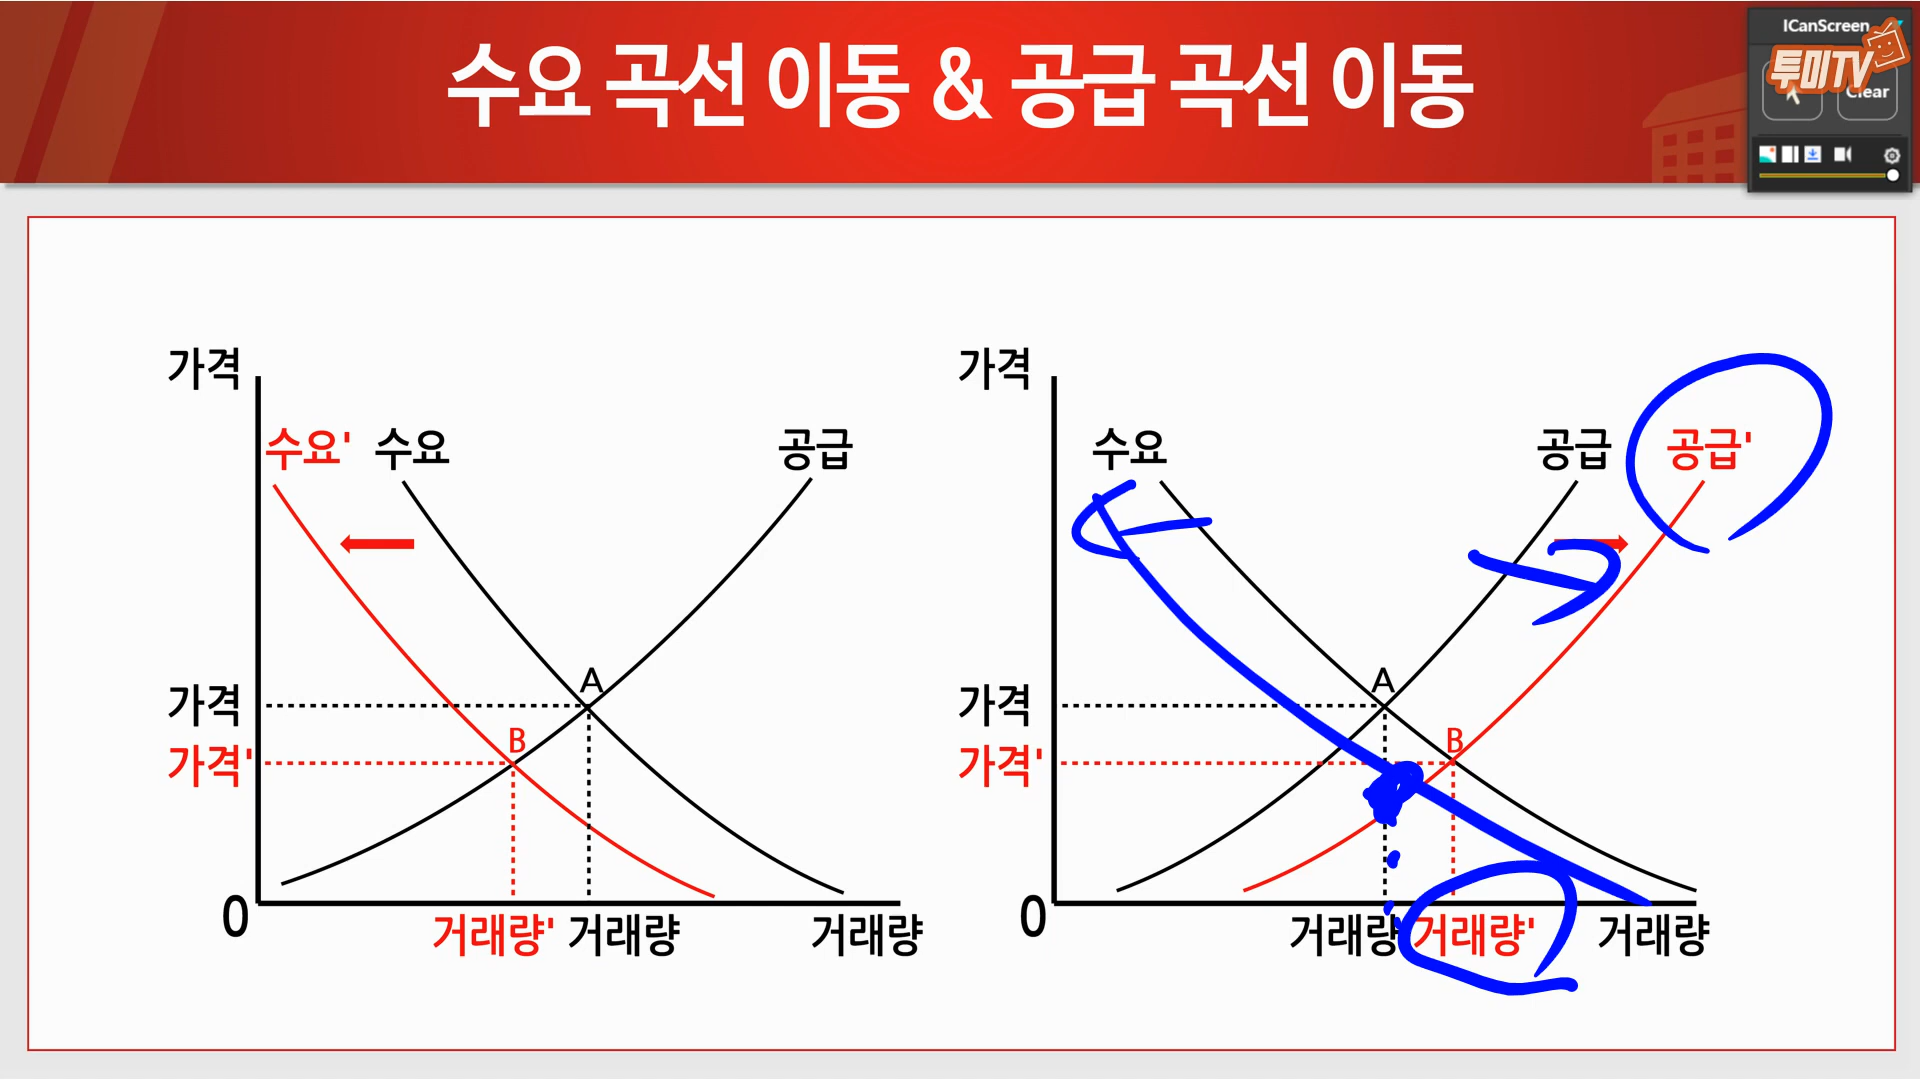 수요 곡선 이동 & 공급 곡선 이동
ICanScreen
투미TV
Clear
가격
수요' 수요
공급
A
가격
B
가격'
0
거래량' 거래량
거래량
가격
수요
공급
공급'
A
가격
B
가격'
0
거래량
거래량'
거래량